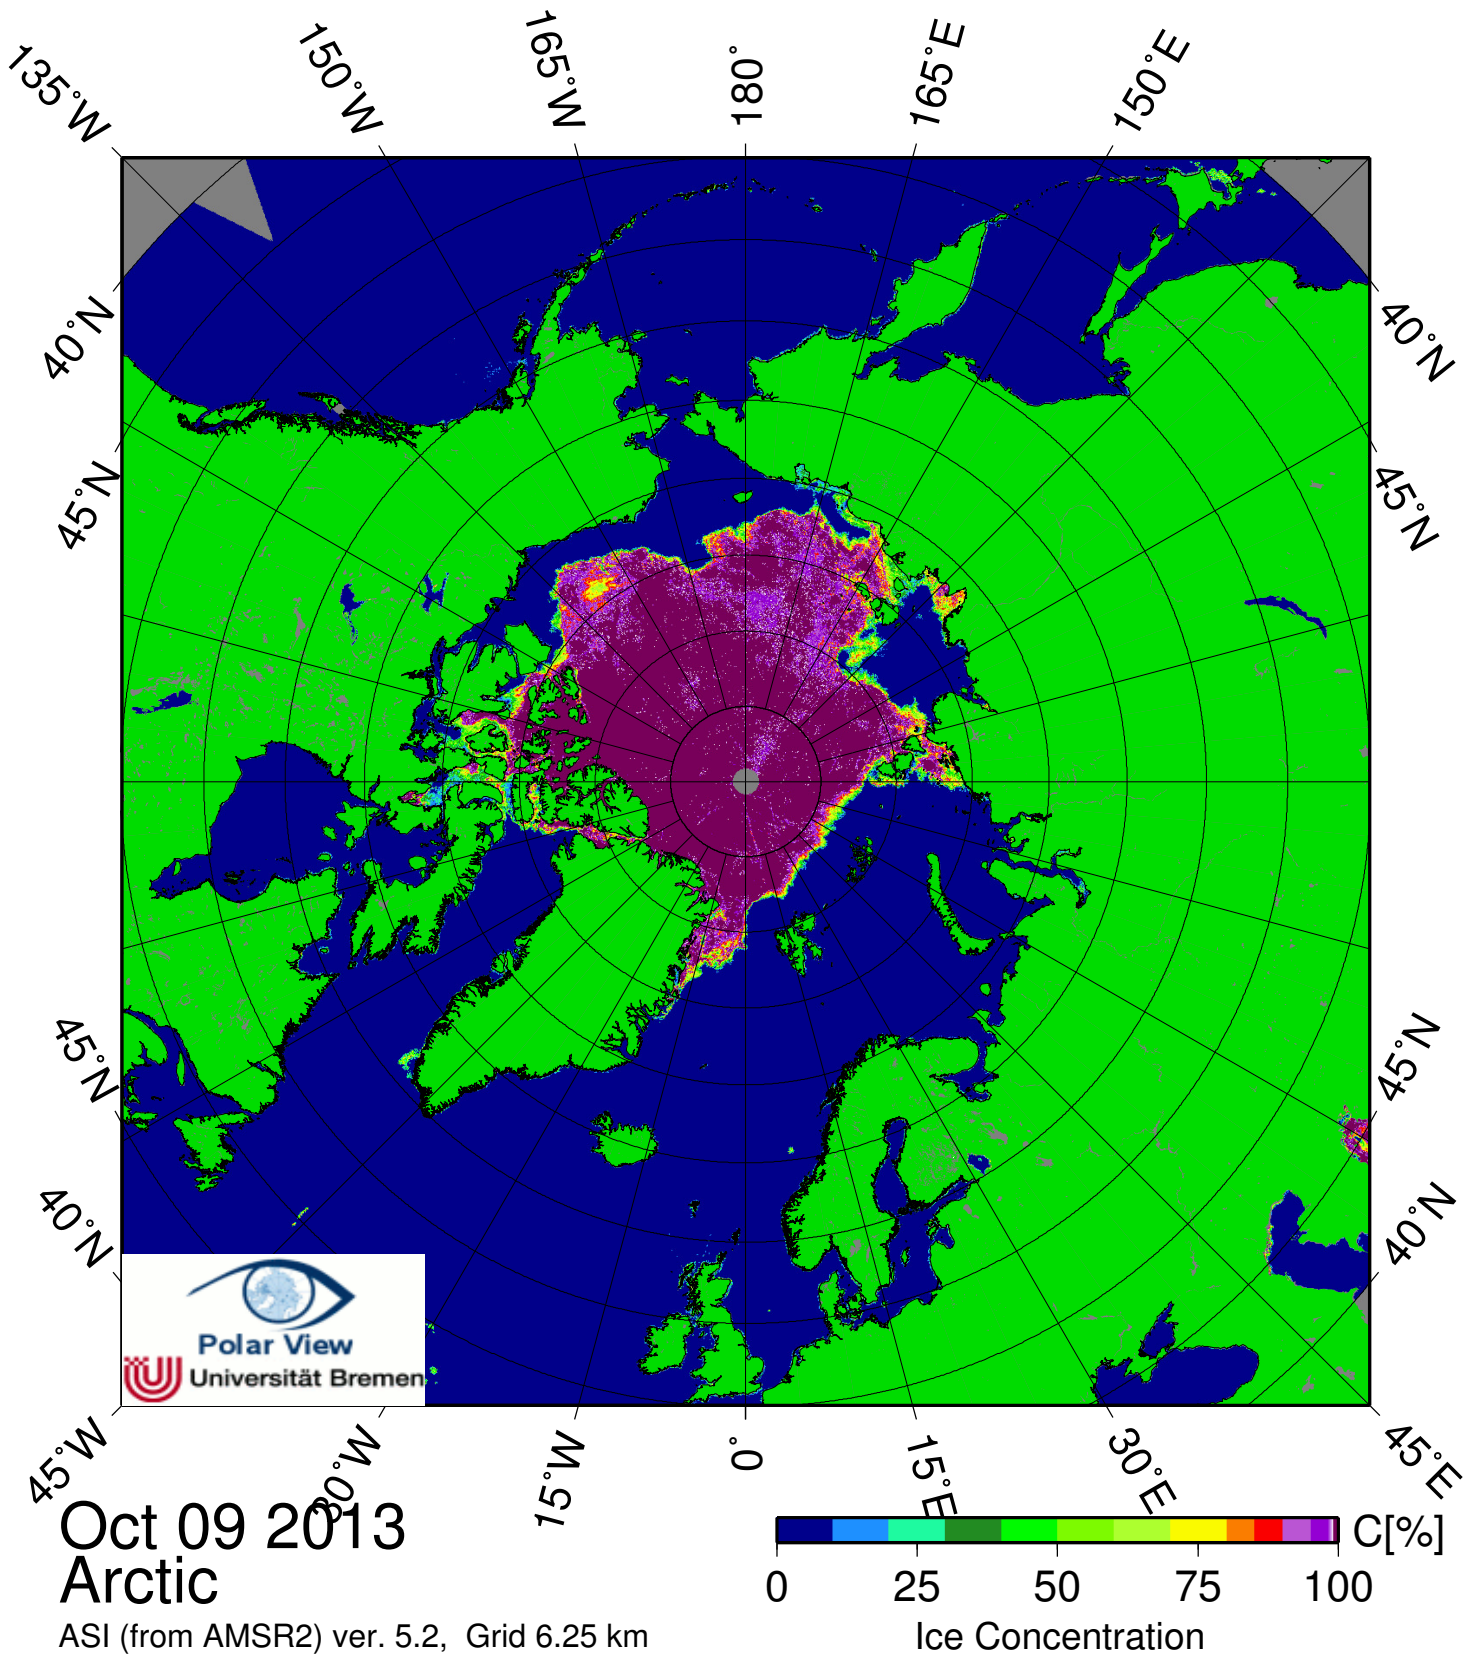 135°W
150°W
165°W
180°
165°E
150°E
40°N
40°N
45°N
45°N
45°N
45°N
40°N
40°N
Polar View
Universität Bremen
45°W
30°W
15°W
0°
15°E
30°E
45°E
Oct 09 2013
Arctic
ASI (from AMSR2) ver. 5.2, Grid 6.25 km
C[%]
0 25 50 75 100
Ice Concentration